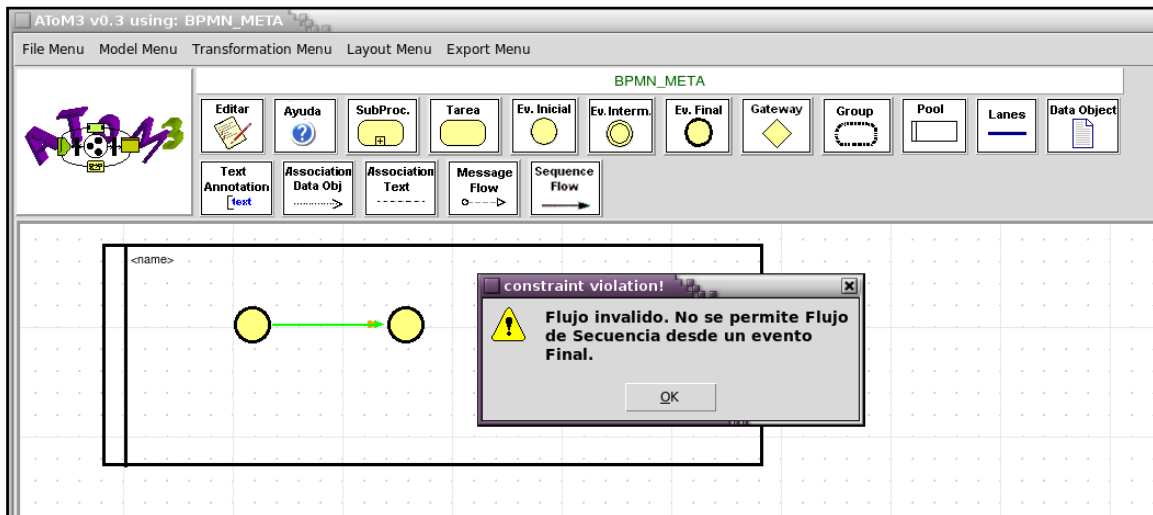 AToM3 v0.3 using: BPMN_META
File Menu Model Menu Transformation Menu Layout Menu Export Menu
BPMN_META
Editar Ayuda SubProc. Tarea Ev. Inicial Ev. Interm. Ev. Final Gateway Group Pool Lanes Data Object
Text Association Association Message Sequence
Annotation Data Obj Text Flow Flow
[text
AToM3
<name>
constraint violation!
Flujo invalido. No se permite Flujo
de Secuencia desde un evento
Final.
OK